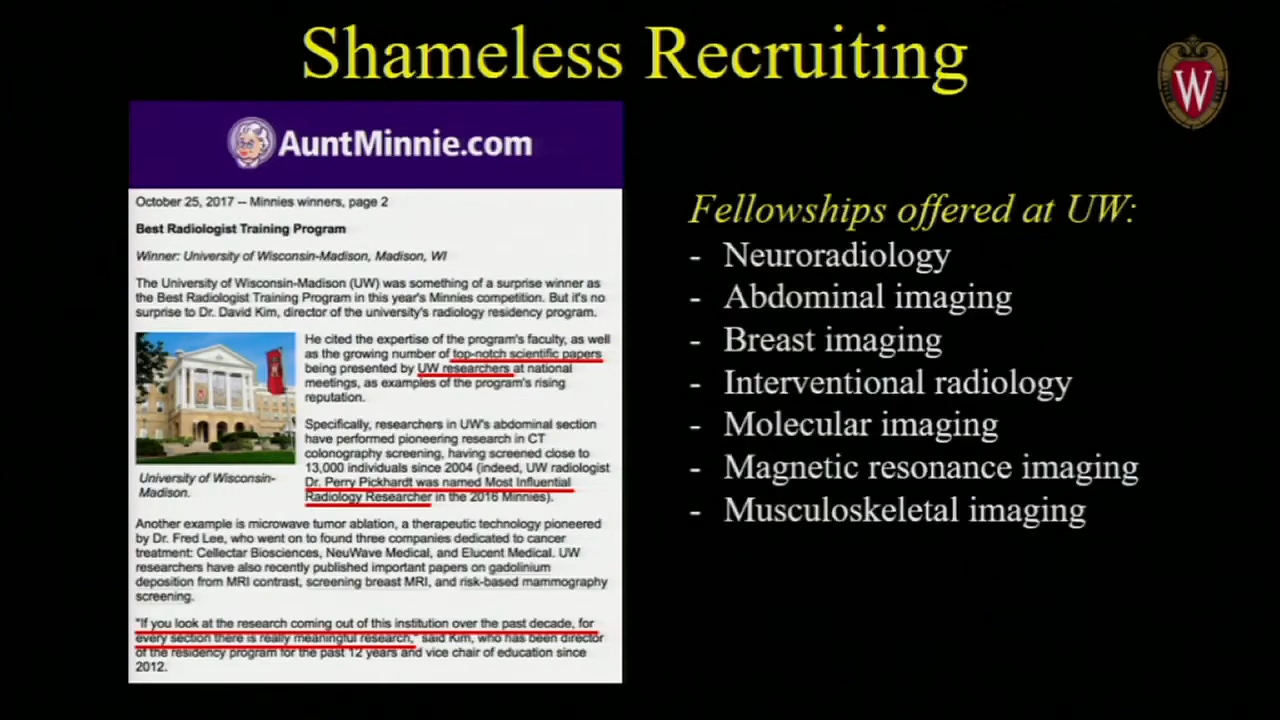 Shameless Recruiting
W
AuntMinnie.com
October 25, 2017 -- Minnies winners, page 2
Best Radiologist Training Program
Winner: University of Wisconsin-Madison, Madison, WI
The University of Wisconsin-Madison (UW) was something of a surprise winner as
the Best Radiologist Training Program in this year's Minnies competition. But it's no
surprise to Dr. David Kim, director of the university's radiology residency program.
He cited the expertise of the program's faculty, as well
as the growing number of top-notch scientific papers
being presented by UW researchers at national
meetings, as examples of the program's rising
reputation.
Specifically, researchers in UW's abdominal section
have performed pioneering research in CT
colonography screening, having screened close to
13,000 individuals since 2004 (indeed, UW radiologist
Dr. Perry Pickhardt was named Most Influential
Radiology Researcher in the 2016 Minnies).
University of Wisconsin-
Madison.
Another example is microwave tumor ablation, a therapeutic technology pioneered
by Dr. Fred Lee, who went on to found three companies dedicated to cancer
treatment: Cellectar Biosciences, NeuWave Medical, and Elucent Medical. UW
researchers have also recently published important papers on gadolinium
deposition from MRI contrast, screening breast MRI, and risk-based mammography
screening.
"If you look at the research coming out of this institution over the past decade, for
every section there is really meaningful research," said Kim, who has been director
of the residency program for the past 12 years and vice chair of education since
2012.
Fellowships offered at UW:
- Neuroradiology
- Abdominal imaging
- Breast imaging
- Interventional radiology
- Molecular imaging
- Magnetic resonance imaging
- Musculoskeletal imaging